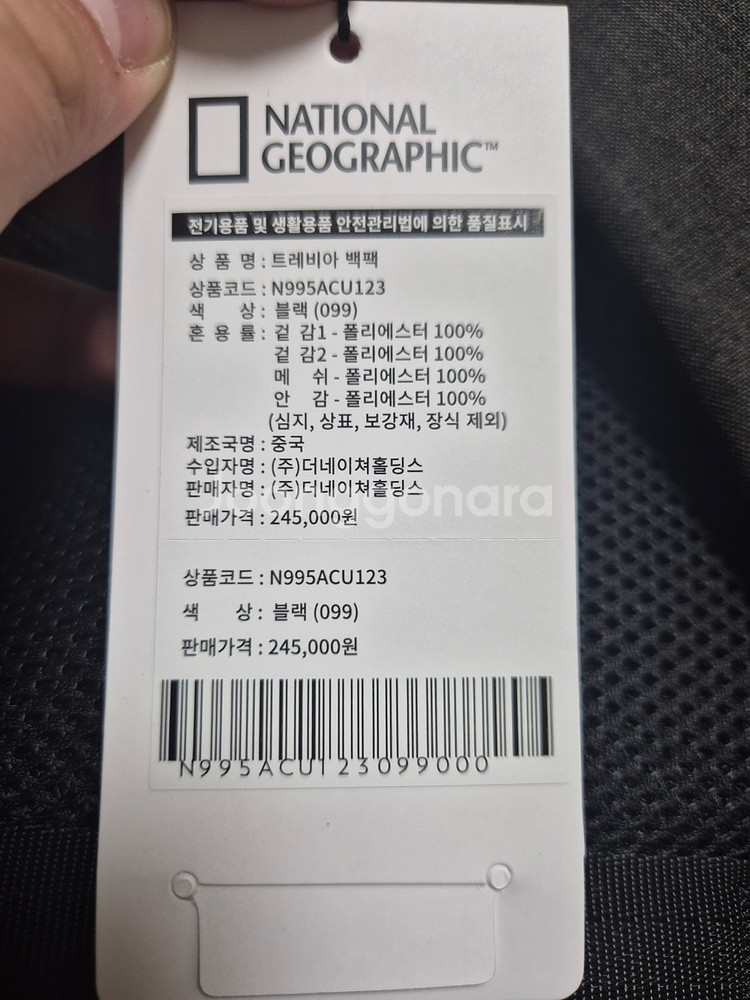 NATIONAL
GEOGRAPHIC™
전기용품 및 생활용품 안전관리법에 의한 품질표시
상 품 명 : 트레비아 백팩
상품코드 : N995ACU123
색 상 : 블랙 (099)
혼 용 률 : 겉 감1 - 폴리에스터 100%
겉 감2 - 폴리에스터 100%
메 쉬 - 폴리에스터 100%
안 감 - 폴리에스터 100%
(심지, 상표, 보강재, 장식 제외)
제조국명 : 중국
수입자명 : (주)더네이쳐홀딩스
판매자명 : (주)더네이쳐홀딩스
판매가격 : 245,000원
상품코드 : N995ACU123
색 상 : 블랙 (099)
판매가격 : 245,000원
N995ACU123099000